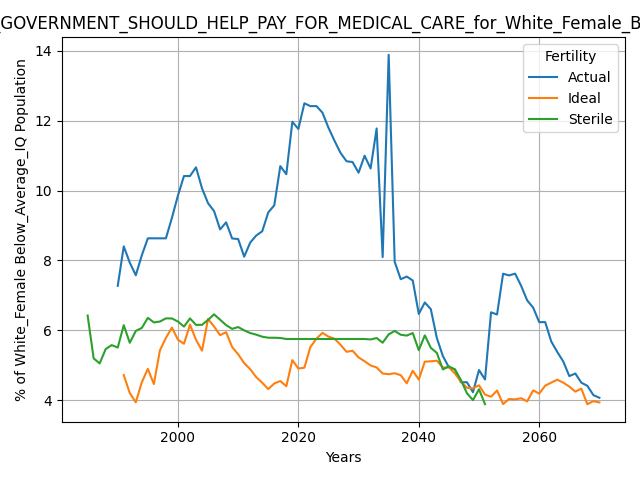 _GOVERNMENT_SHOULD_HELP_PAY_FOR_MEDICAL_CARE_for_White_Female_B
14
12
10
8
6
4
% of White_Female Below_Average_IQ Population
Fertility
Actual
Ideal
Sterile
2000
2020
2040
2060
Years